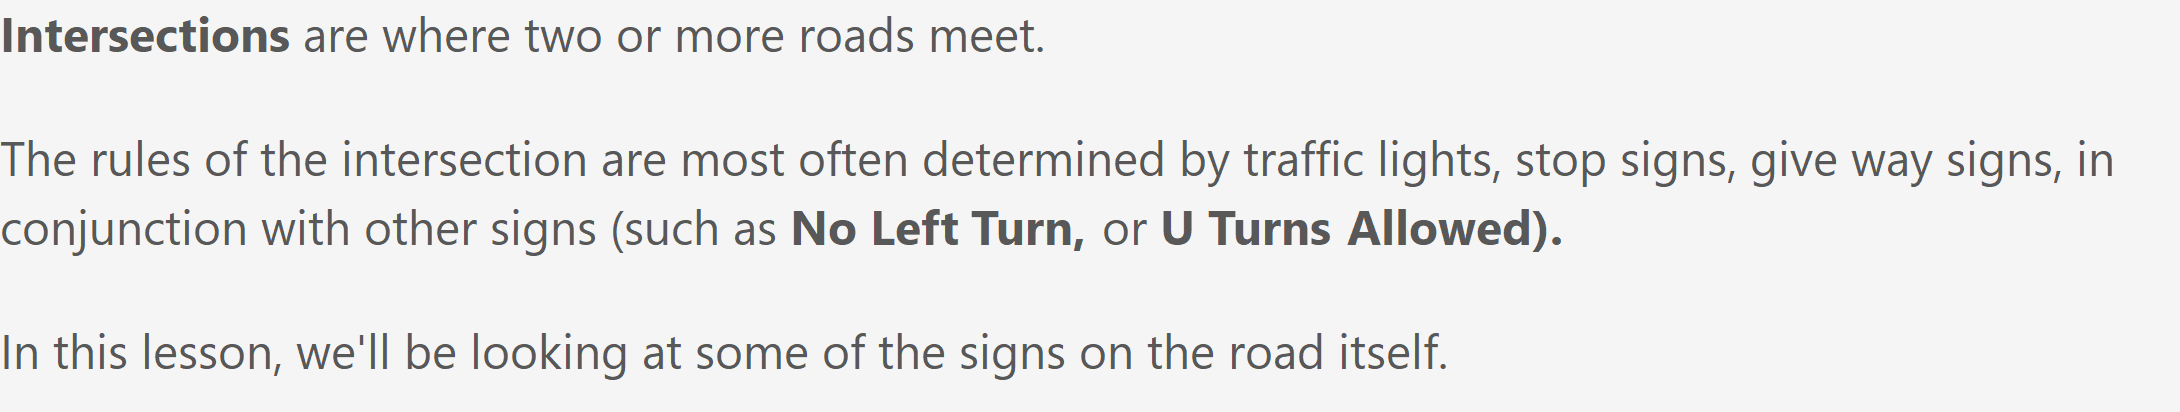 Intersections are where two or more roads meet.
The rules of the intersection are most often determined by traffic lights, stop signs, give way signs, in
conjunction with other signs (such as No Left Turn, or U Turns Allowed).
In this lesson, we'll be looking at some of the signs on the road itself.